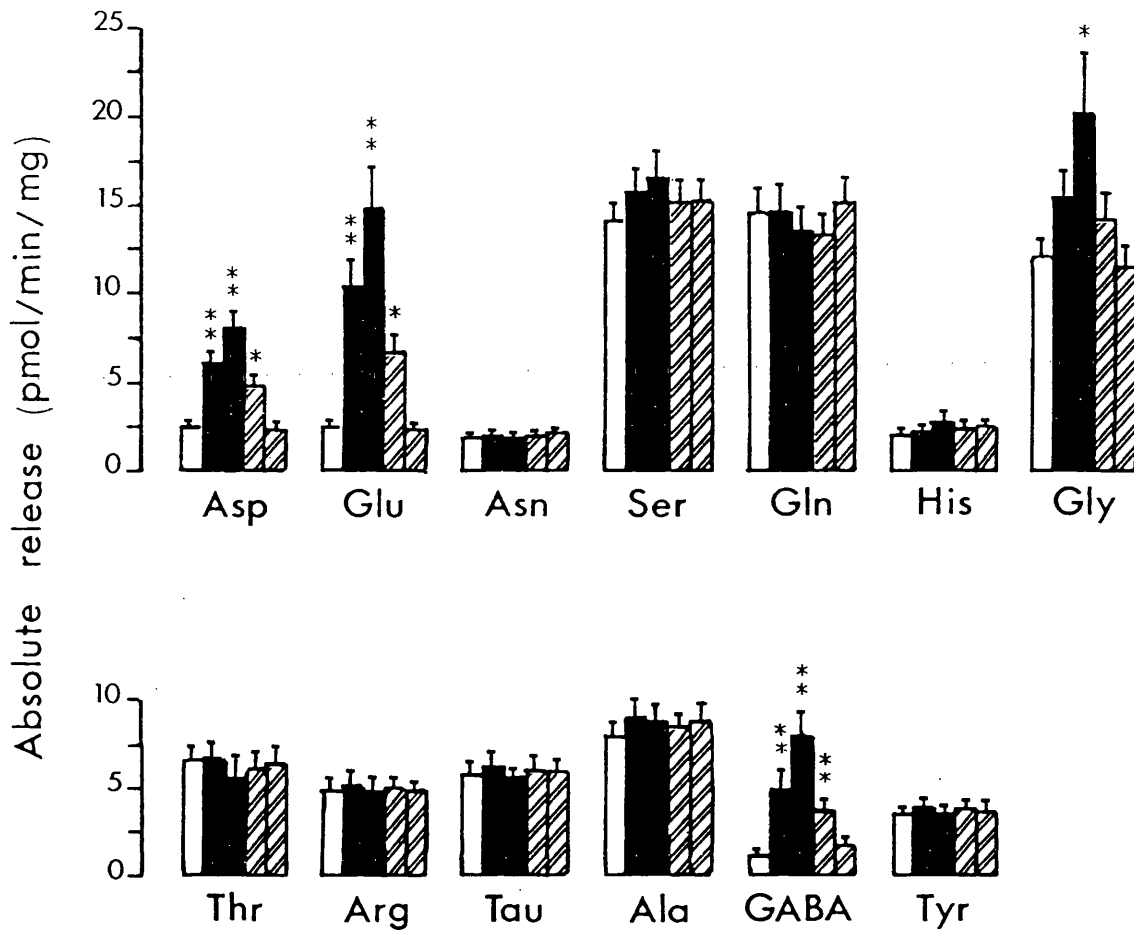 Absolute release (pmol/min/mg)
25
20
15
10
5
0
** ** *
** ** *
*
Asp Glu Asn Ser Gln His Gly
10
5
0
** ** **
Thr Arg Tau Ala GABA Tyr